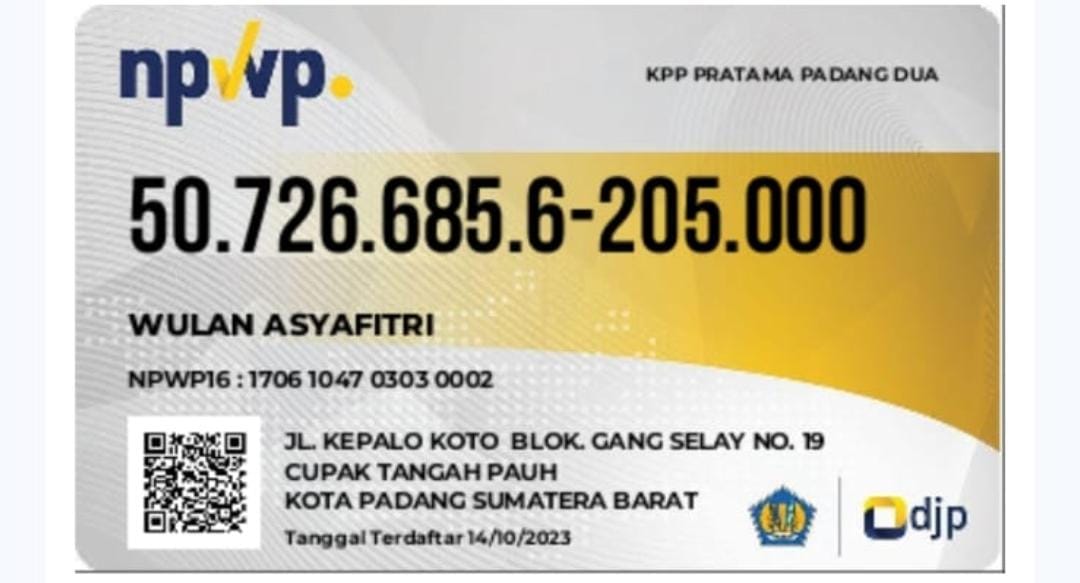 npwp.
KPP PRATAMA PADANG DUA
50.726.685.6-205.000
WULAN ASYAFITRI
NPWP16 : 1706 1047 0303 0002
JL. KEPALO KOTO BLOK. GANG SELAY NO. 19
CUPAK TANGAH PAUH
KOTA PADANG SUMATERA BARAT
Tanggal Terdaftar 14/10/2023
djp